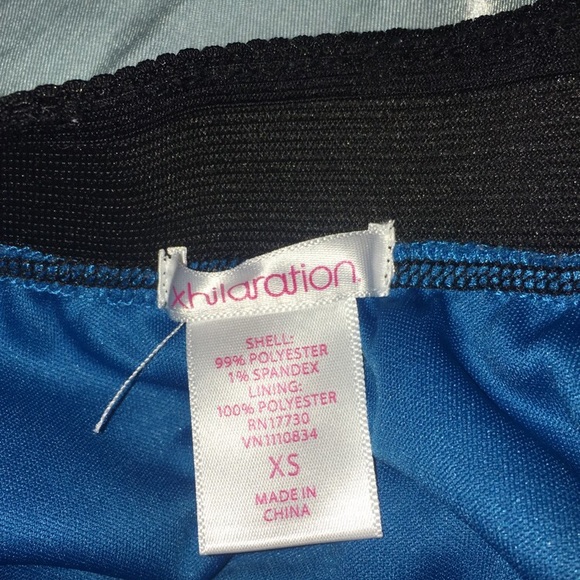 xhilaration.
SHELL:
99% POLYESTER
1% SPANDEX
LINING:
100% POLYESTER
RN17730
VN1110834
XS
MADE IN
CHINA